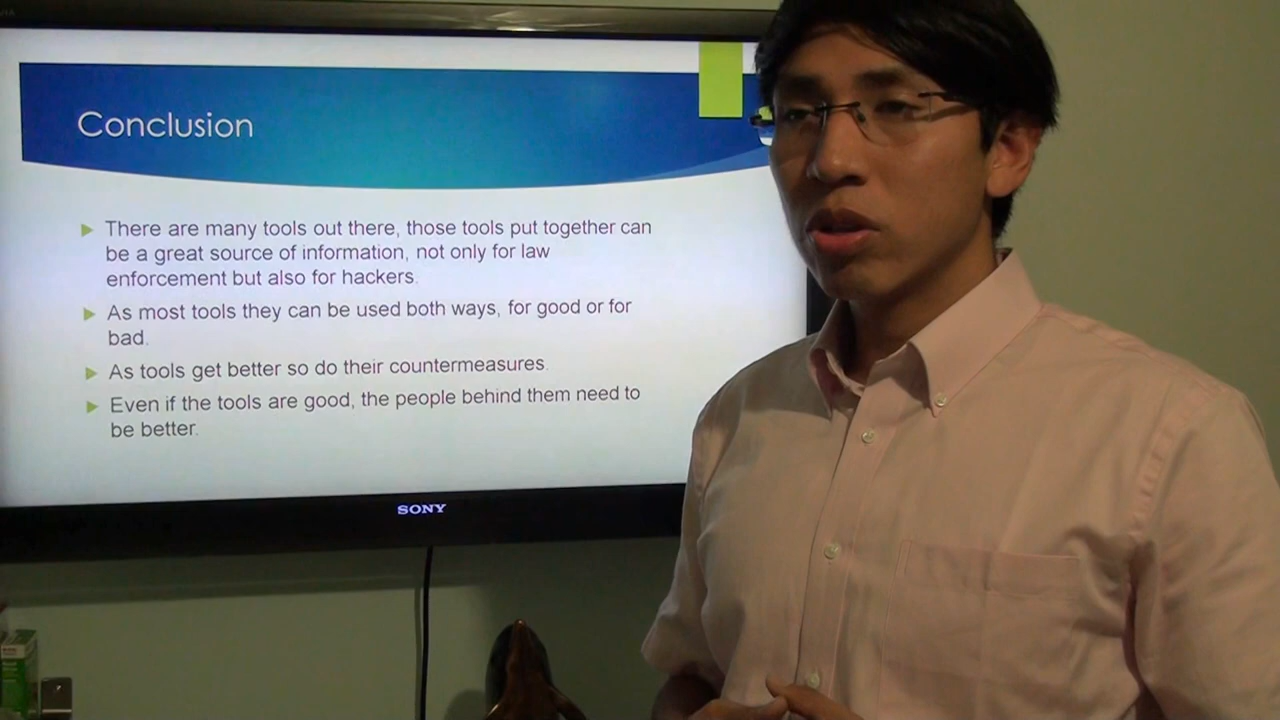 Conclusion
There are many tools out there, those tools put together can
be a great source of information, not only for law
enforcement but also for hackers.
As most tools they can be used both ways, for good or for
bad.
As tools get better so do their countermeasures.
Even if the tools are good, the people behind them need to
be better.
SONY